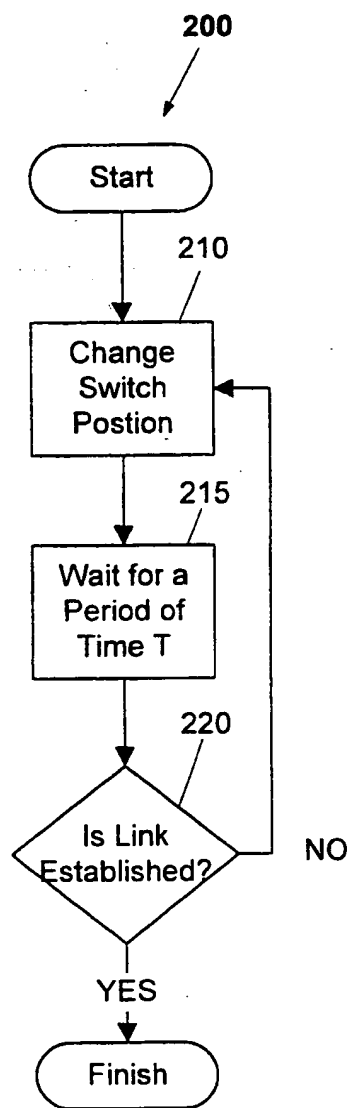 200
Start
210
Change
Switch
Postion
215
Wait for a
Period of
Time T
220
Is Link
Established?
NO
YES
Finish